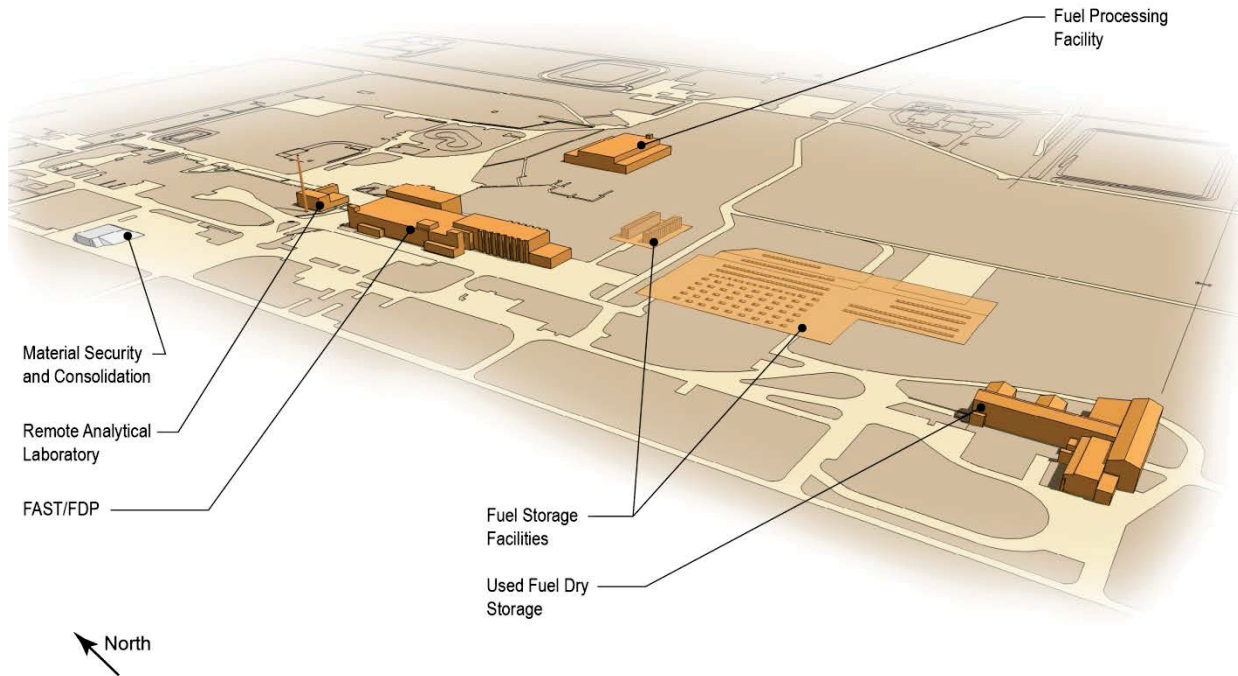 Fuel Processing
Facility
Material Security
and Consolidation
Remote Analytical
Laboratory
FAST/FDP
Fuel Storage
Facilities
Used Fuel Dry
Storage
North